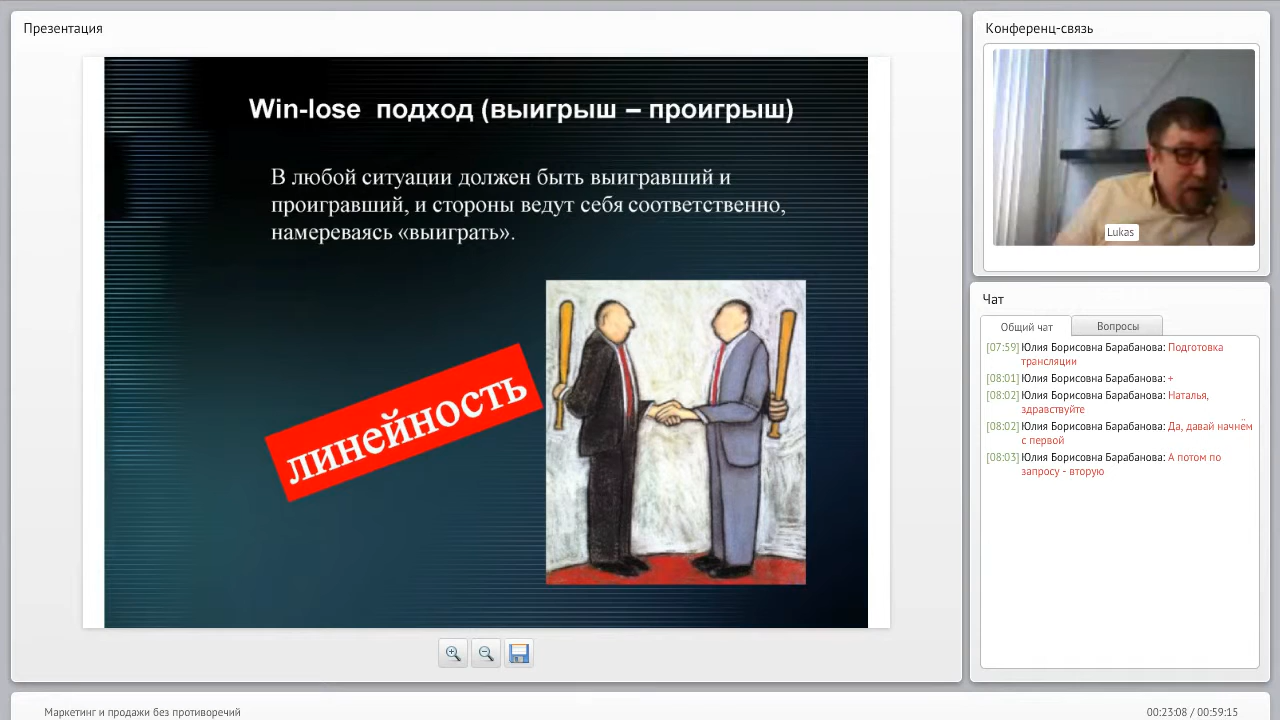 Презентация
Win-lose подход (выигрыш – проигрыш)
В любой ситуации должен быть выигравший и
проигравший, и стороны ведут себя соответственно,
намереваясь «выиграть».
линейность
Конференц-связь
Lukas
Чат
Общий чат
Вопросы
[07:59] Юлия Борисовна Барабанова: Подготовка
трансляции
[08:01] Юлия Борисовна Барабанова: +
[08:02] Юлия Борисовна Барабанова: Наталья,
здравствуйте
[08:02] Юлия Борисовна Барабанова: Да, давай начнём
с первой
[08:03] Юлия Борисовна Барабанова: А потом по
запросу - вторую
Маркетинг и продажи без противоречий
00:23:08 / 00:59:15